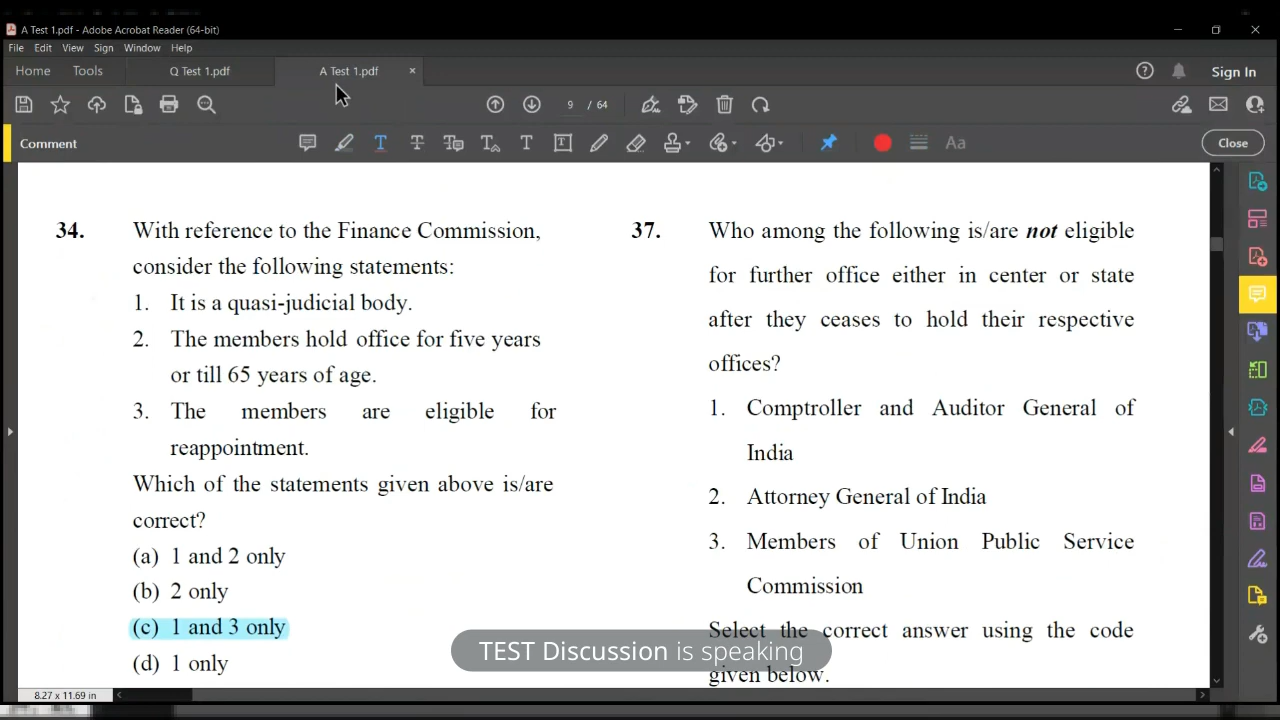 A Test 1.pdf - Adobe Acrobat Reader (64-bit)
File Edit View Sign Window Help
Home Tools Q Test 1.pdf A Test 1.pdf × Sign In
9 / 64
Comment Aa Close
34. With reference to the Finance Commission,
consider the following statements:
1. It is a quasi-judicial body.
2. The members hold office for five years
or till 65 years of age.
3. The members are eligible for
reappointment.
Which of the statements given above is/are
correct?
(a) 1 and 2 only
(b) 2 only
(c) 1 and 3 only
(d) 1 only
37. Who among the following is/are not eligible
for further office either in center or state
after they ceases to hold their respective
offices?
1. Comptroller and Auditor General of
India
2. Attorney General of India
3. Members of Union Public Service
Commission
Select the correct answer using the code
given below.
TEST Discussion is speaking
8.27 x 11.69 in